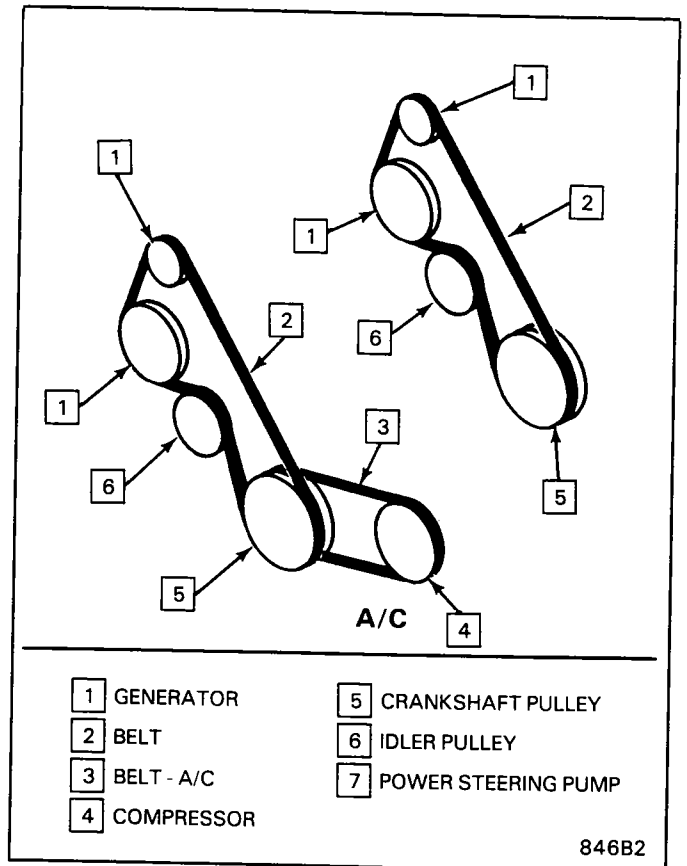 1
1
2
1
1
2
6
3
1
6
5
5
A/C
4
1 GENERATOR
2 BELT
3 BELT - A/C
4 COMPRESSOR
5 CRANKSHAFT PULLEY
6 IDLER PULLEY
7 POWER STEERING PUMP
846B2